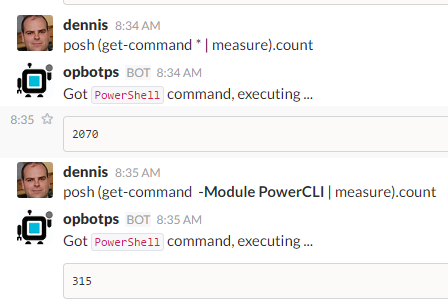 dennis 8:34 AM
posh (get-command * | measure).count
opbotps BOT 8:34 AM
Got PowerShell command, executing ...
8:35
2070
dennis 8:35 AM
posh (get-command -Module PowerCLI | measure).count
opbotps BOT 8:35 AM
Got PowerShell command, executing ...
315